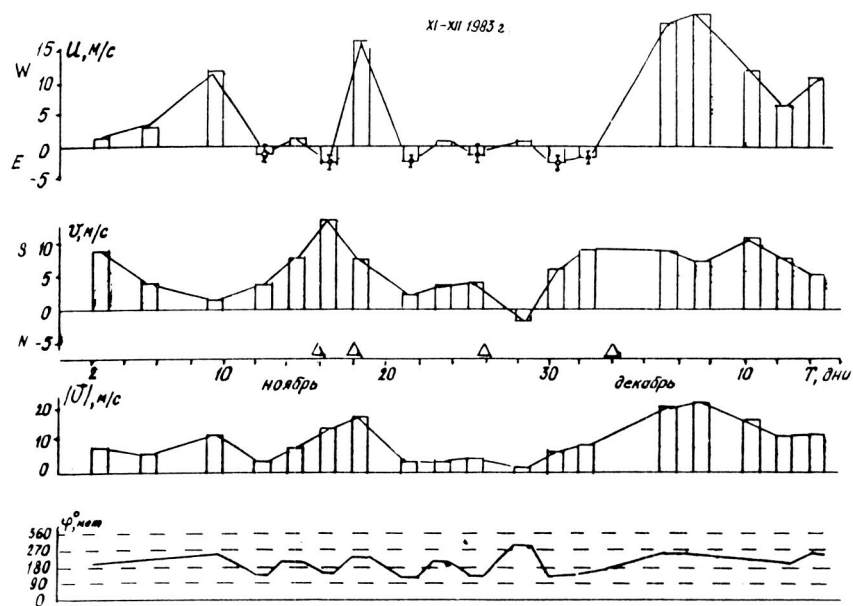 XI-XII 1983 г
U, м/с
15
W
10
5
0
E
-5
υ, м/с
S 10
5
0
N -5
2 10 ноябрь 20 30 декабрь 10 T, дни
|U⃗|, м/с
20
10
0
φ°, мет
360
270
180
90
0